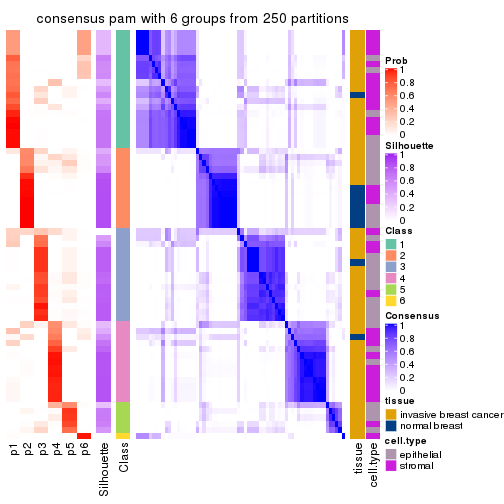 consensus pam with 6 groups from 250 partitions
Prob
1
0.8
0.6
0.4
0.2
0
Silhouette
1
0.8
0.6
0.4
0.2
0
Class
1
2
3
4
5
6
Consensus
1
0.8
0.6
0.4
0.2
0
tissue
invasive breast cancer
normal breast
cell.type
epithelial
stromal
p1
p2
p3
p4
p5
p6
Silhouette
Class
tissue
cell.type